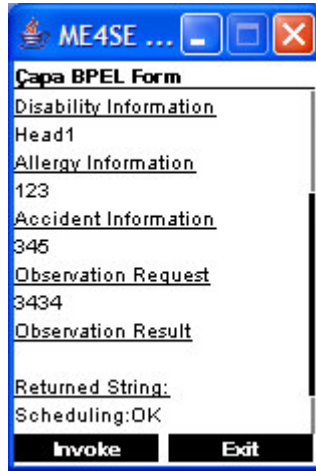 ME4SE ...
Çapa BPEL Form
Disability Information
Head1
Allergy Information
123
Accident Information
345
Observation Request
3434
Observation Result
Returned String:
Scheduling:OK
Invoke Exit